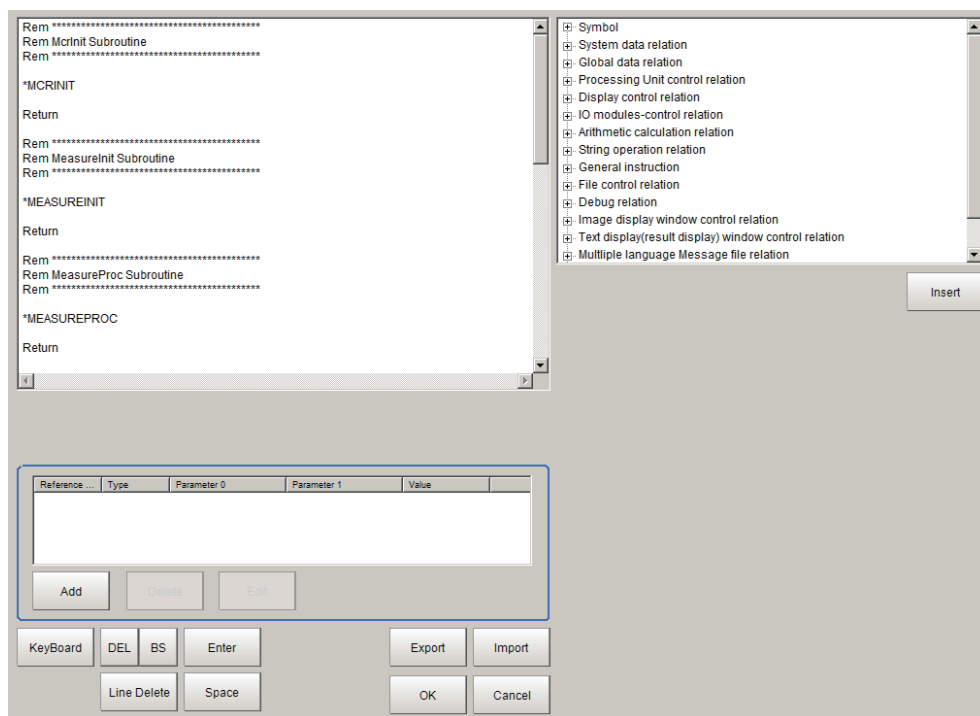 Rem *******************************************
Rem McrInit Subroutine
Rem *******************************************
*MCRINIT
Return
Rem *******************************************
Rem MeasureInit Subroutine
Rem *******************************************
*MEASUREINIT
Return
Rem *******************************************
Rem MeasureProc Subroutine
Rem *******************************************
*MEASUREPROC
Return
Symbol
System data relation
Global data relation
Processing Unit control relation
Display control relation
IO modules-control relation
Arithmetic calculation relation
String operation relation
General instruction
File control relation
Debug relation
Image display window control relation
Text display(result display) window control relation
Multliple language Message file relation
Insert
Reference ... Type Parameter 0 Parameter 1 Value
Add Delete Edit
KeyBoard DEL BS Enter Export Import
Line Delete Space OK Cancel